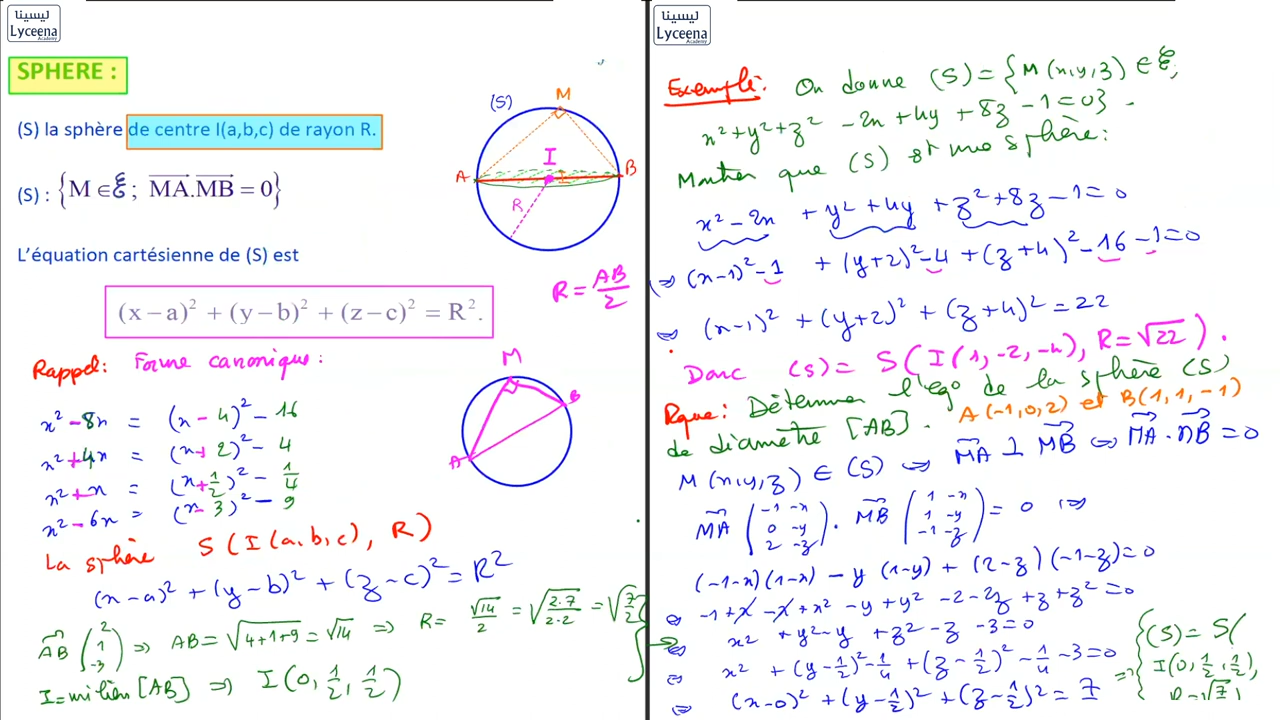 ليسينا
Lyceena
Academy
SPHERE :
(S) la sphère de centre I(a,b,c) de rayon R.
(S) : {M ∈ ℰ ; MA⃗.MB⃗ = 0}
L'équation cartésienne de (S) est
(x−a)² + (y−b)² + (z−c)² = R².
(S)
M
I
A
B
R
R = AB/2
Rappel: Forme canonique :
x² − 8x = (x − 4)² − 16
x² + 4x = (x + 2)² − 4
x² + x = (x + 1/2)² − 1/4
x² − 6x = (x − 3)² − 9
M
A
B
La sphère S(I(a,b,c), R)
(x−a)² + (y−b)² + (z−c)² = R²
AB⃗ (2 1 −3) ⇒ AB = √(4+1+9) = √14 ⇒ R = √14/2 = √(2·7/2·2) = √(7/2)
I = milieu [AB] ⇒ I(0, 1/2, 1/2)
ليسينا
Lyceena
Academy
Exemple: On donne (S) = {M(x,y,z) ∈ ℰ;
x² + y² + z² − 2x + 4y + 8z − 1 = 0}
Montrer que (S) est une sphère:
x² − 2x + y² + 4y + z² + 8z − 1 = 0
⇔ (x−1)² − 1 + (y+2)² − 4 + (z+4)² − 16 − 1 = 0
⇔ (x−1)² + (y+2)² + (z+4)² = 22
Donc (S) = S(I(1,−2,−4), R = √22).
Rque: Déterminer l'éqo de la sphère (S)
de diamètre [AB]. A(−1,0,2) et B(1,1,−1)
M(x,y,z) ∈ (S) ⇔ MA⃗ ⊥ MB⃗ ⇔ MA⃗ · MB⃗ = 0
MA⃗ (−1 −x 0 −y 2 −z) · MB⃗ (1 −x 1 −y −1 −z) = 0 ⇔
(−1−x)(1−x) − y(1−y) + (2−z)(−1−z) = 0
⇔ −1 + x − x + x² − y + y² − 2 − 2z + z + z² = 0
⇔ x² + y² − y + z² − z − 3 = 0
⇔ x² + (y − 1/2)² − 1/4 + (z − 1/2)² − 1/4 − 3 = 0
⇔ (x−0)² + (y − 1/2)² + (z − 1/2)² = 7
⇒ {(S) = S(
I(0, 1/2, 1/2),